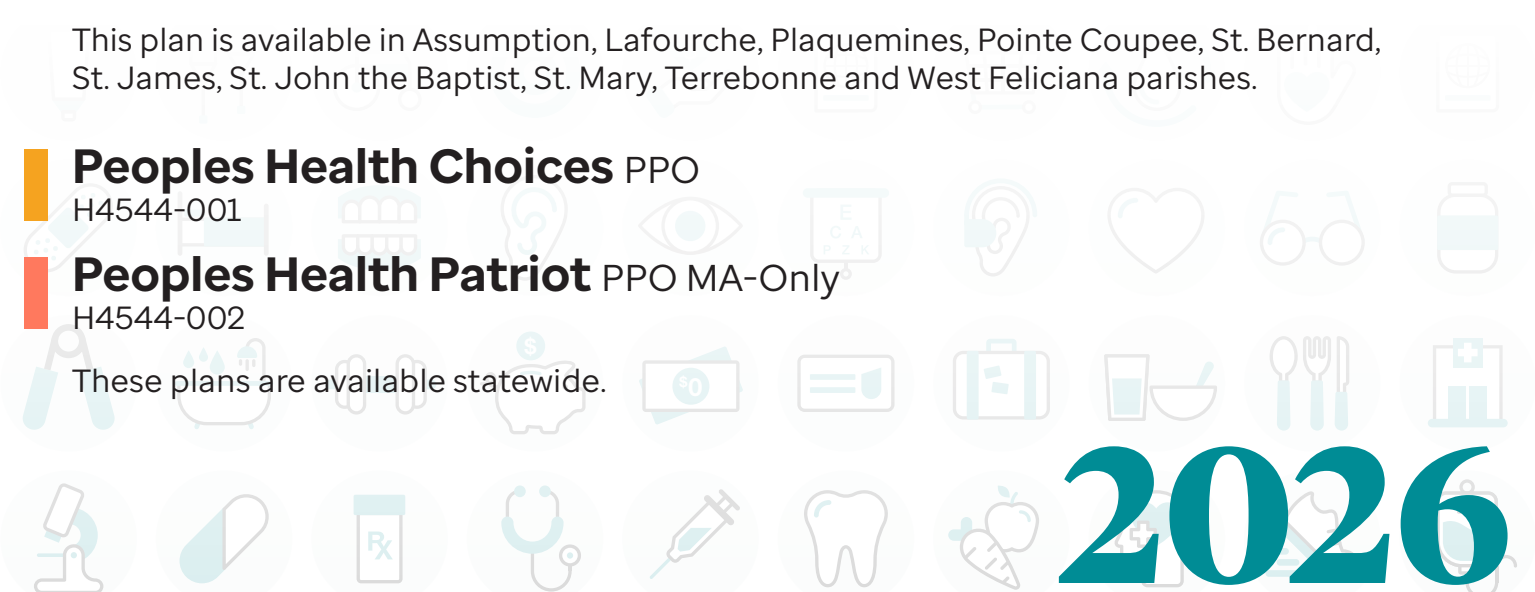 This plan is available in Assumption, Lafourche, Plaquemines, Pointe Coupee, St. Bernard,
St. James, St. John the Baptist, St. Mary, Terrebonne and West Feliciana parishes.
Peoples Health Choices PPO
H4544-001
E
C A
P Z K
Peoples Health Patriot PPO MA-Only
H4544-002
$
$0
These plans are available statewide.
2026
Rx